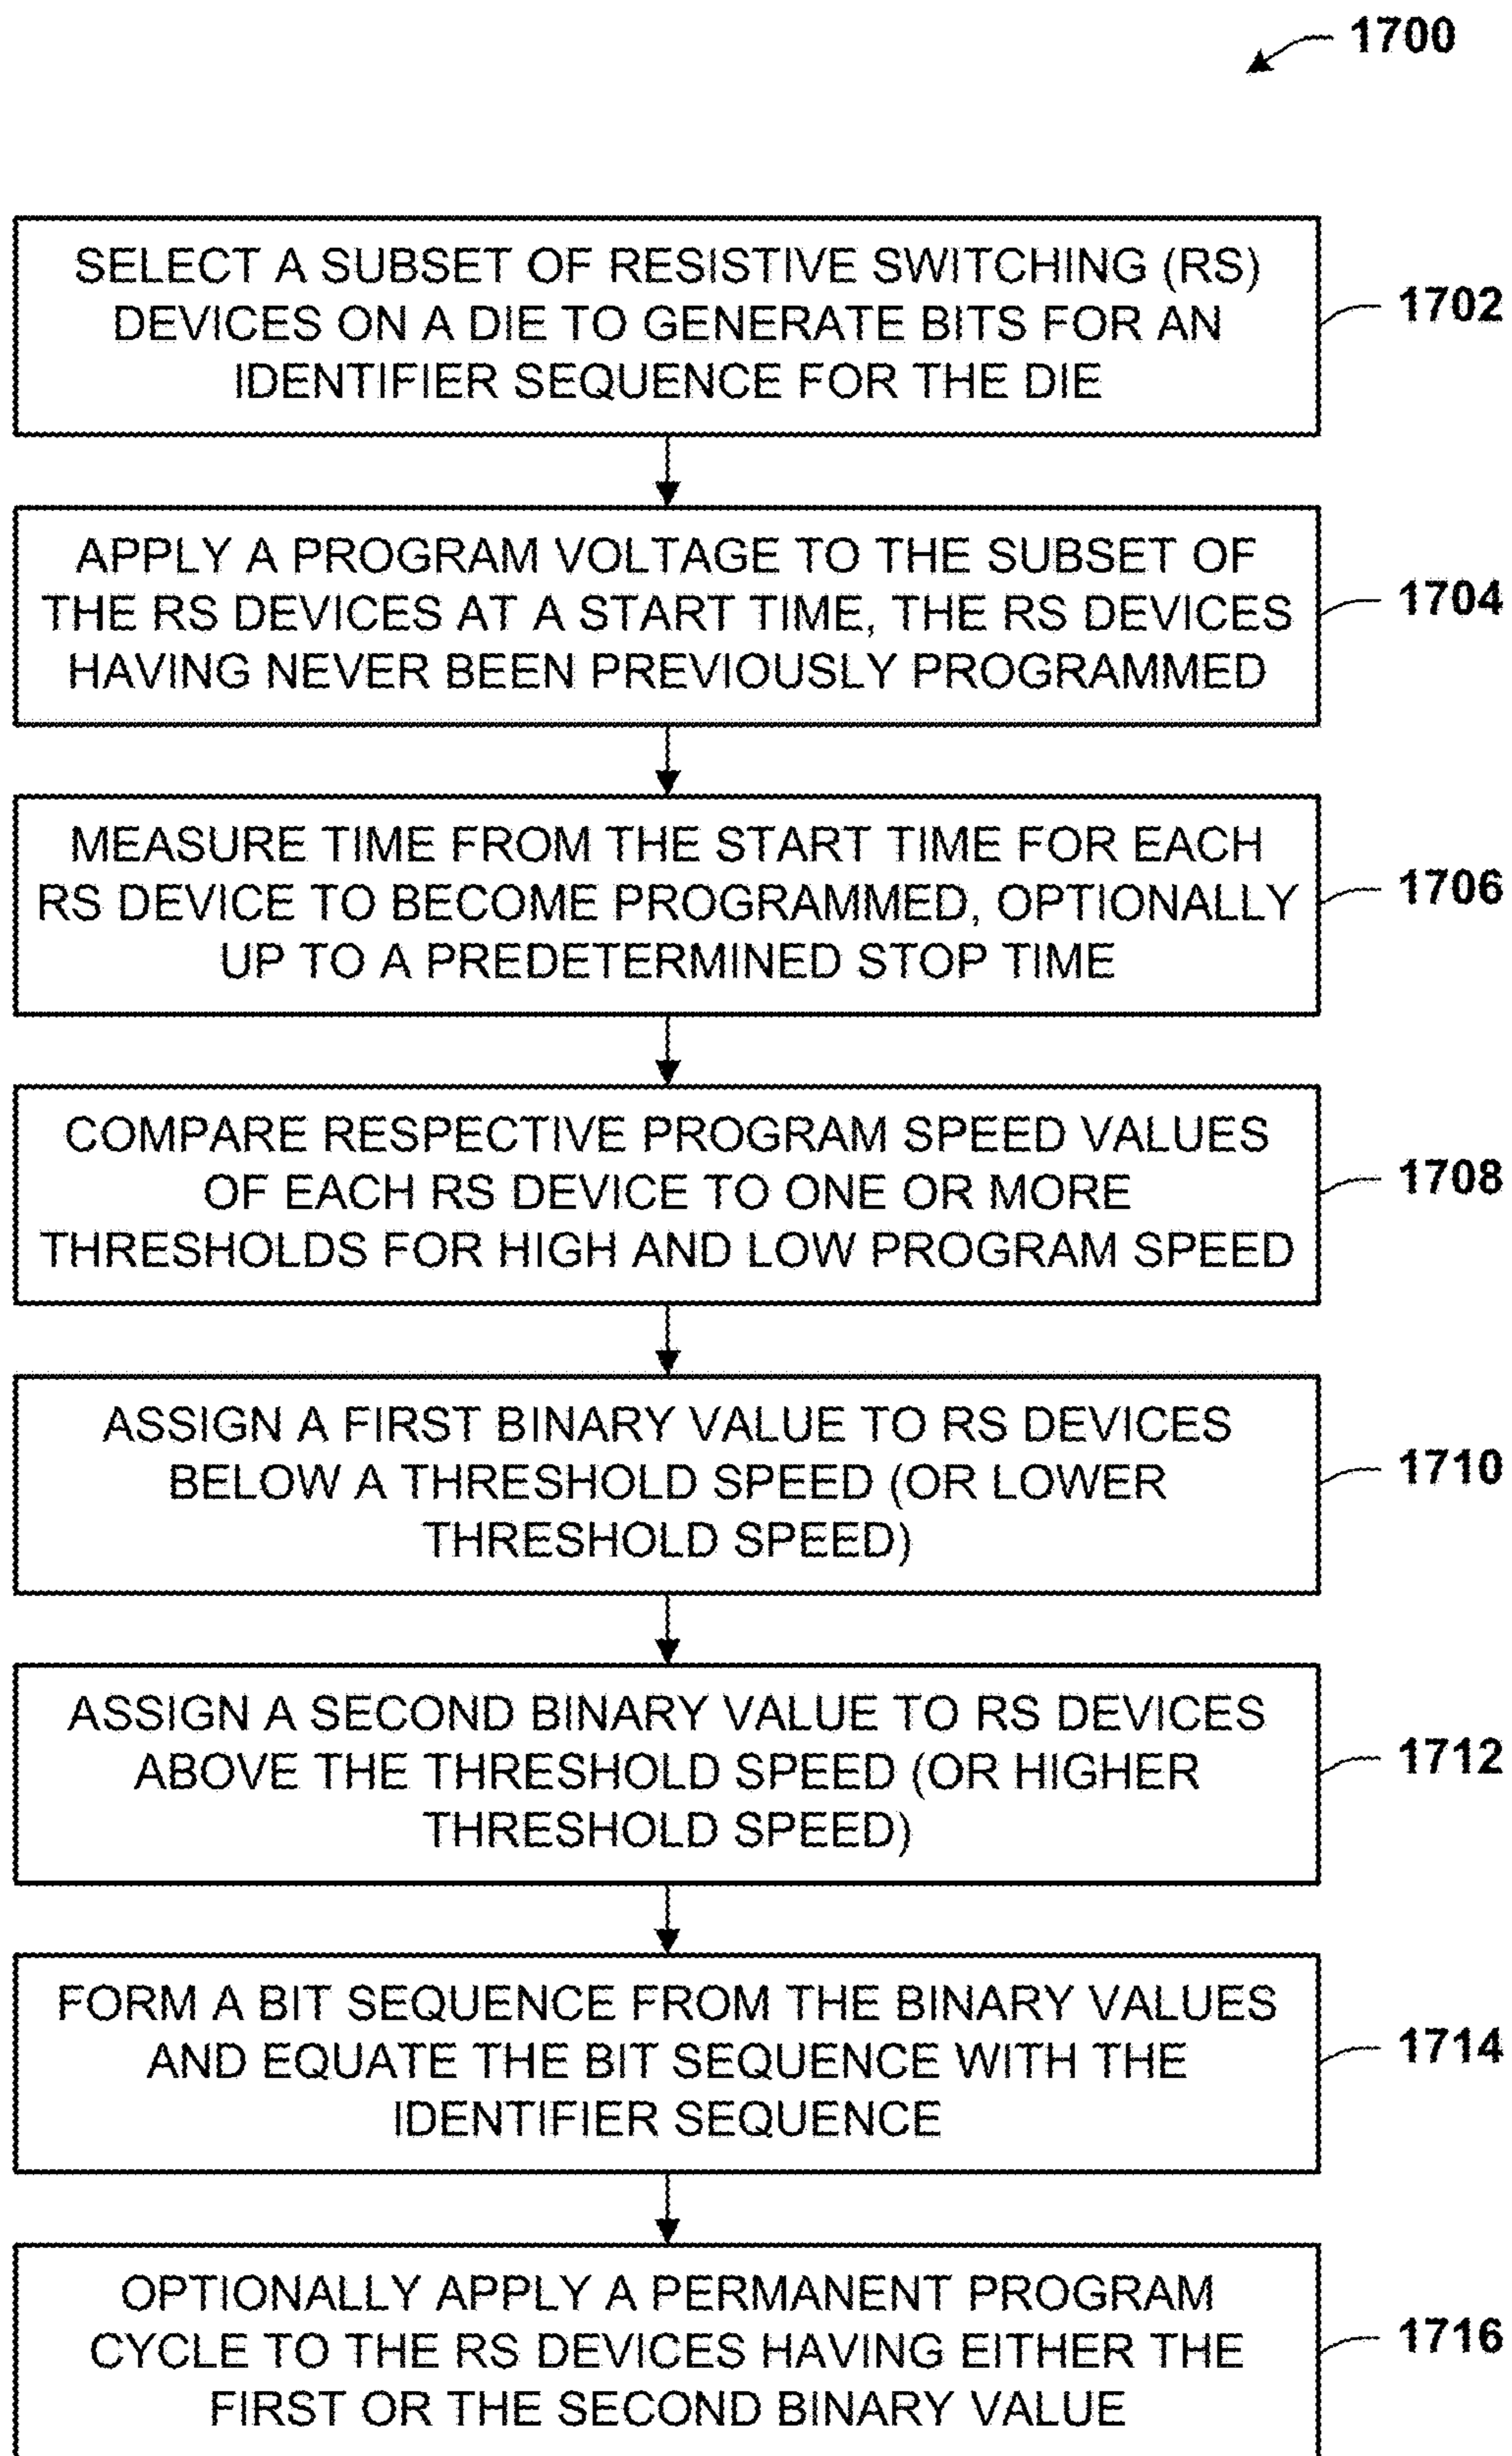 1700
SELECT A SUBSET OF RESISTIVE SWITCHING (RS)
DEVICES ON A DIE TO GENERATE BITS FOR AN
IDENTIFIER SEQUENCE FOR THE DIE
1702
APPLY A PROGRAM VOLTAGE TO THE SUBSET OF
THE RS DEVICES AT A START TIME, THE RS DEVICES
HAVING NEVER BEEN PREVIOUSLY PROGRAMMED
1704
MEASURE TIME FROM THE START TIME FOR EACH
RS DEVICE TO BECOME PROGRAMMED, OPTIONALLY
UP TO A PREDETERMINED STOP TIME
1706
COMPARE RESPECTIVE PROGRAM SPEED VALUES
OF EACH RS DEVICE TO ONE OR MORE
THRESHOLDS FOR HIGH AND LOW PROGRAM SPEED
1708
ASSIGN A FIRST BINARY VALUE TO RS DEVICES
BELOW A THRESHOLD SPEED (OR LOWER
THRESHOLD SPEED)
1710
ASSIGN A SECOND BINARY VALUE TO RS DEVICES
ABOVE THE THRESHOLD SPEED (OR HIGHER
THRESHOLD SPEED)
1712
FORM A BIT SEQUENCE FROM THE BINARY VALUES
AND EQUATE THE BIT SEQUENCE WITH THE
IDENTIFIER SEQUENCE
1714
OPTIONALLY APPLY A PERMANENT PROGRAM
CYCLE TO THE RS DEVICES HAVING EITHER THE
FIRST OR THE SECOND BINARY VALUE
1716